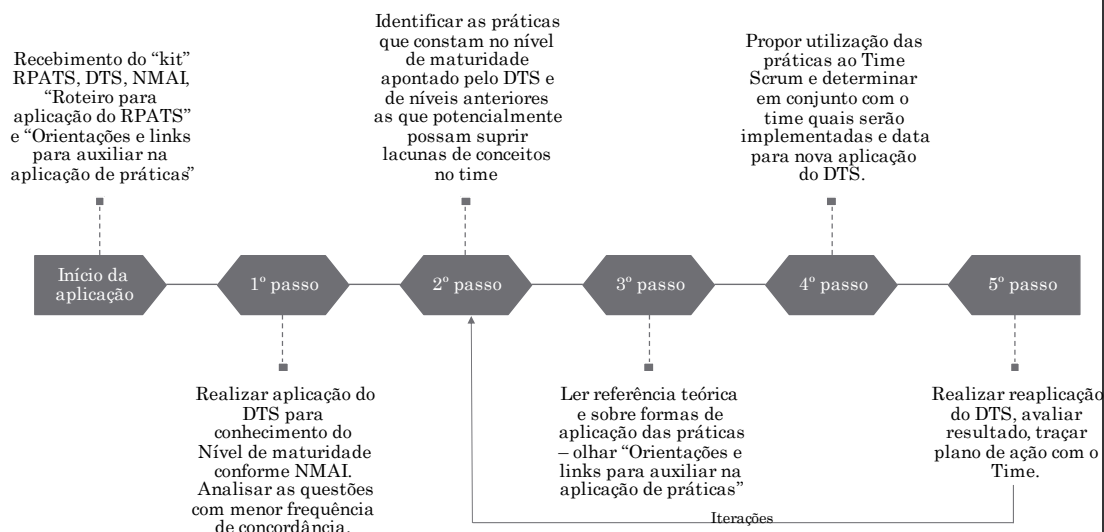 Recebimento do “kit”
RPATS, DTS, NMAI,
“Roteiro para
aplicação do RPATS”
e “Orientações e links
para auxiliar na
aplicação de práticas”
Identificar as práticas
que constam no nível
de maturidade
apontado pelo DTS e
de níveis anteriores
as que potencialmente
possam suprir
lacunas de conceitos
no time
Propor utilização das
práticas ao Time
Scrum e determinar
em conjunto com o
time quais serão
implementadas e data
para nova aplicação
do DTS.
Início da
aplicação
1º passo
2º passo
3º passo
4º passo
5º passo
Realizar aplicação do
DTS para
conhecimento do
Nível de maturidade
conforme NMAI.
Analisar as questões
com menor frequência
de concordância.
Ler referência teórica
e sobre formas de
aplicação das práticas
– olhar “Orientações e
links para auxiliar na
aplicação de práticas”
Realizar reaplicação
do DTS, avaliar
resultado, traçar
plano de ação com o
Time.
Iterações